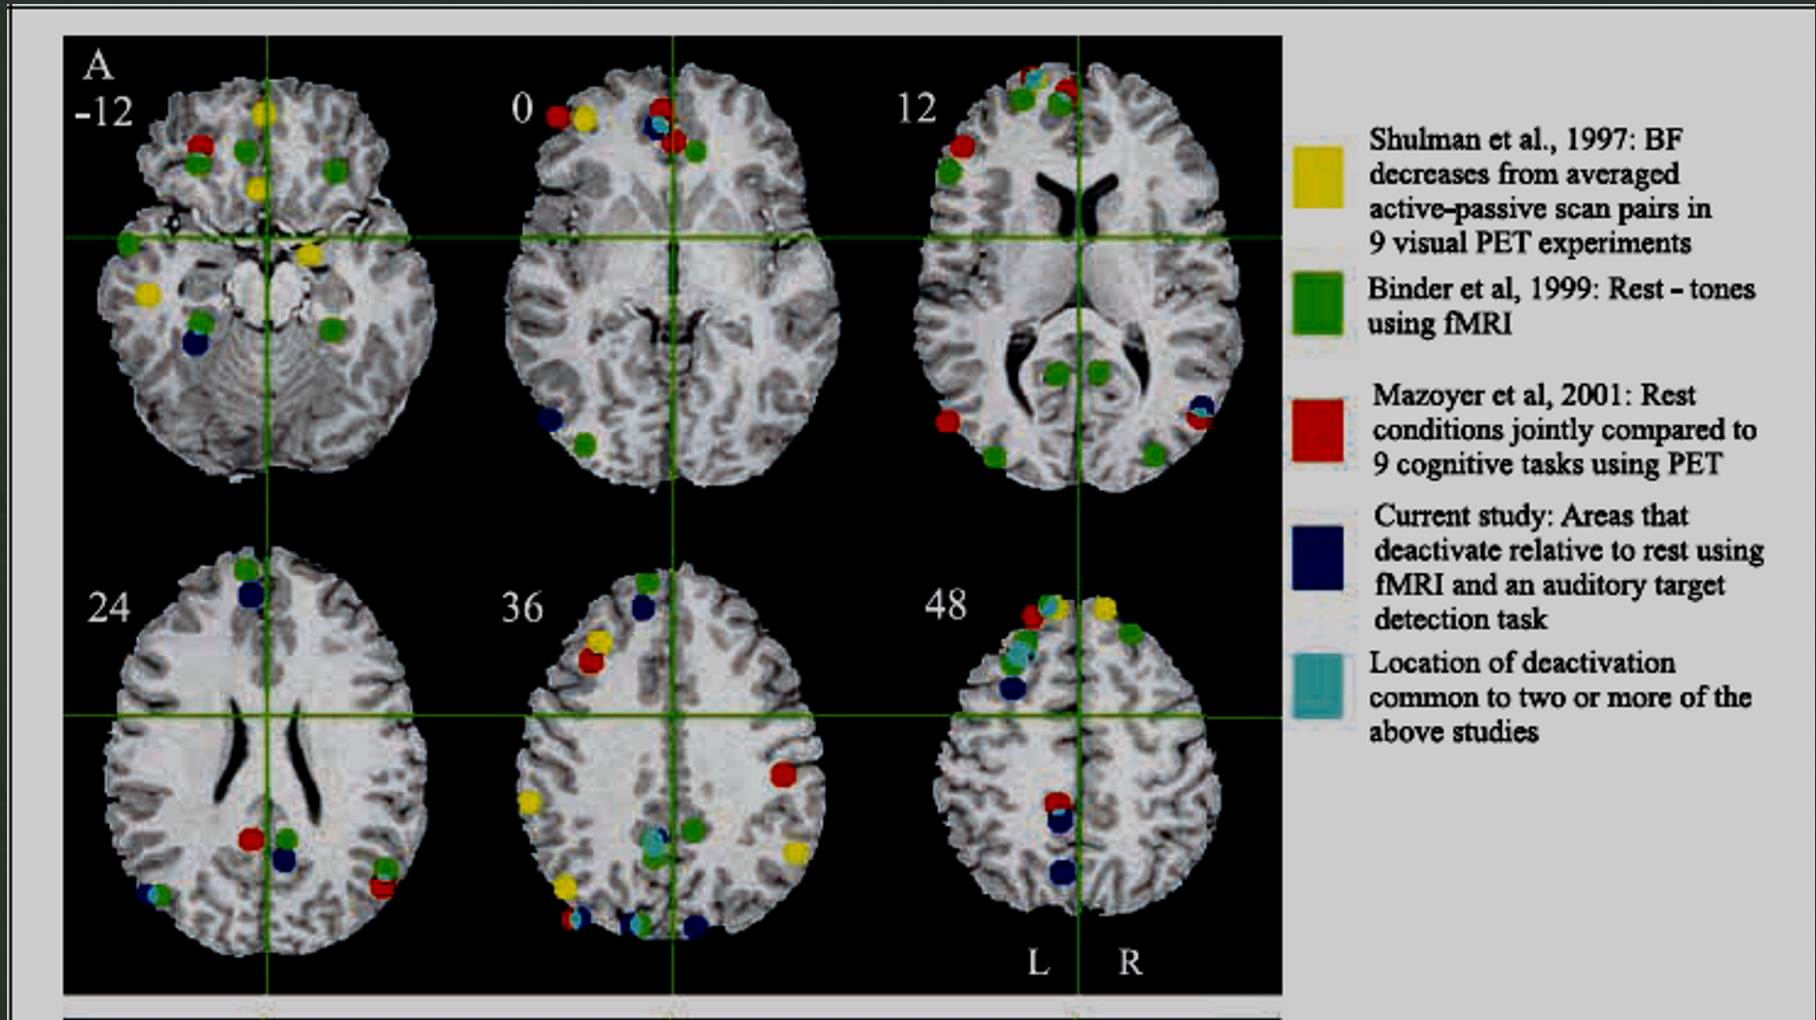 A
-12
0
12
24
36
48
L R
Shulman et al., 1997: BF
decreases from averaged
active-passive scan pairs in
9 visual PET experiments
Binder et al, 1999: Rest - tones
using fMRI
Mazoyer et al, 2001: Rest
conditions jointly compared to
9 cognitive tasks using PET
Current study: Areas that
deactivate relative to rest using
fMRI and an auditory target
detection task
Location of deactivation
common to two or more of the
above studies